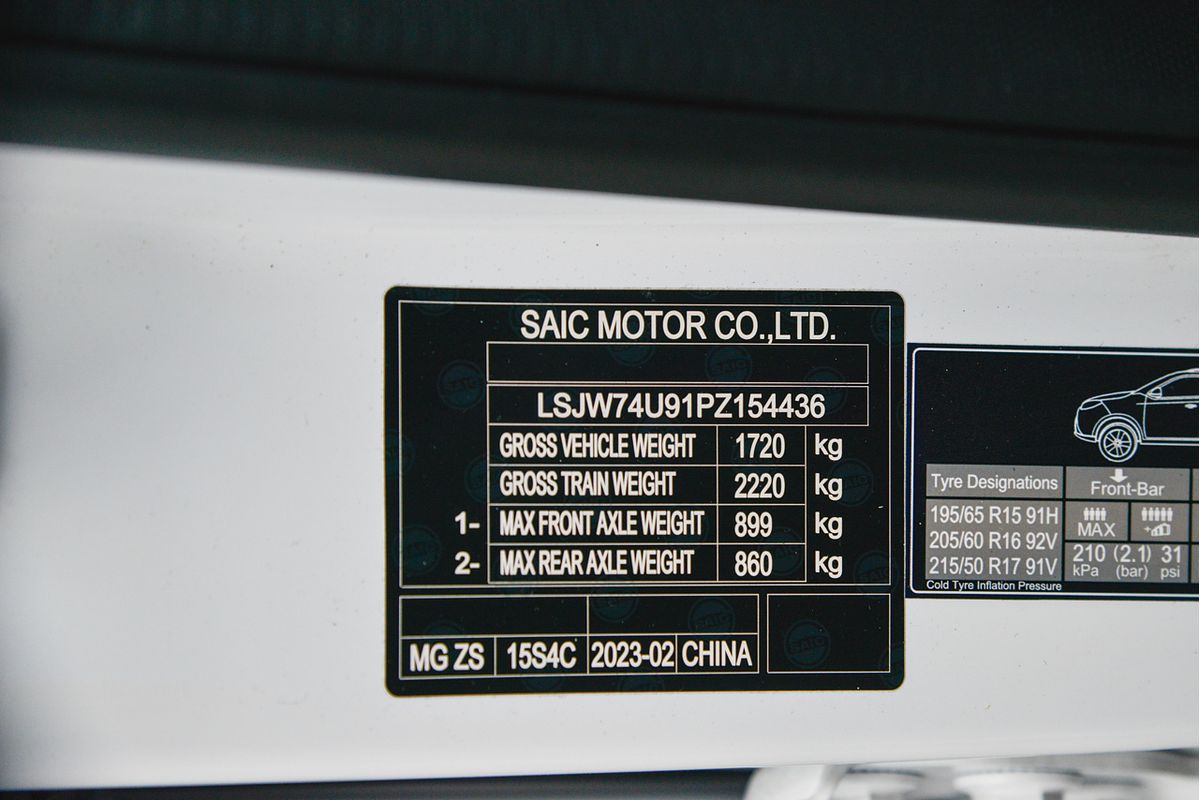 SAIC MOTOR CO.,LTD.
LSJW74U91PZ154436
GROSS VEHICLE WEIGHT 1720 kg
GROSS TRAIN WEIGHT 2220 kg
1- MAX FRONT AXLE WEIGHT 899 kg
2- MAX REAR AXLE WEIGHT 860 kg
MG ZS 15S4C 2023-02 CHINA
Tyre Designations Front-Bar
195/65 R15 91H
205/60 R16 92V
215/50 R17 91V
MAX
210 (2.1) 31
kPa (bar) psi
Cold Tyre Inflation Pressure